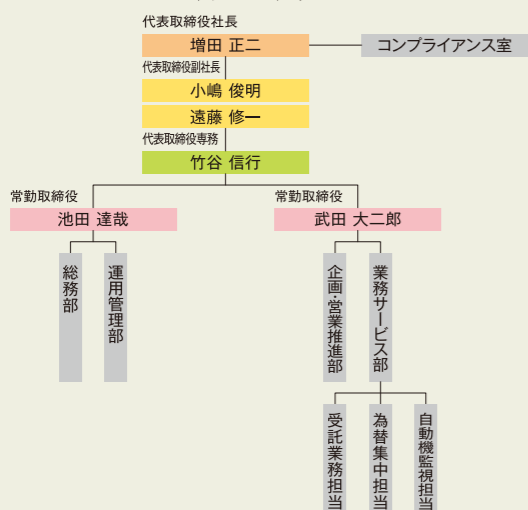 代表取締役社長
増田 正二
コンプライアンス室
代表取締役副社長
小嶋 俊明
遠藤 修一
代表取締役専務
竹谷 信行
常勤取締役
池田 達哉
常勤取締役
武田 大二郎
総務部
運用管理部
企画・営業推進部
業務サービス部
受託業務担当
為替集中担当
自動機監視担当